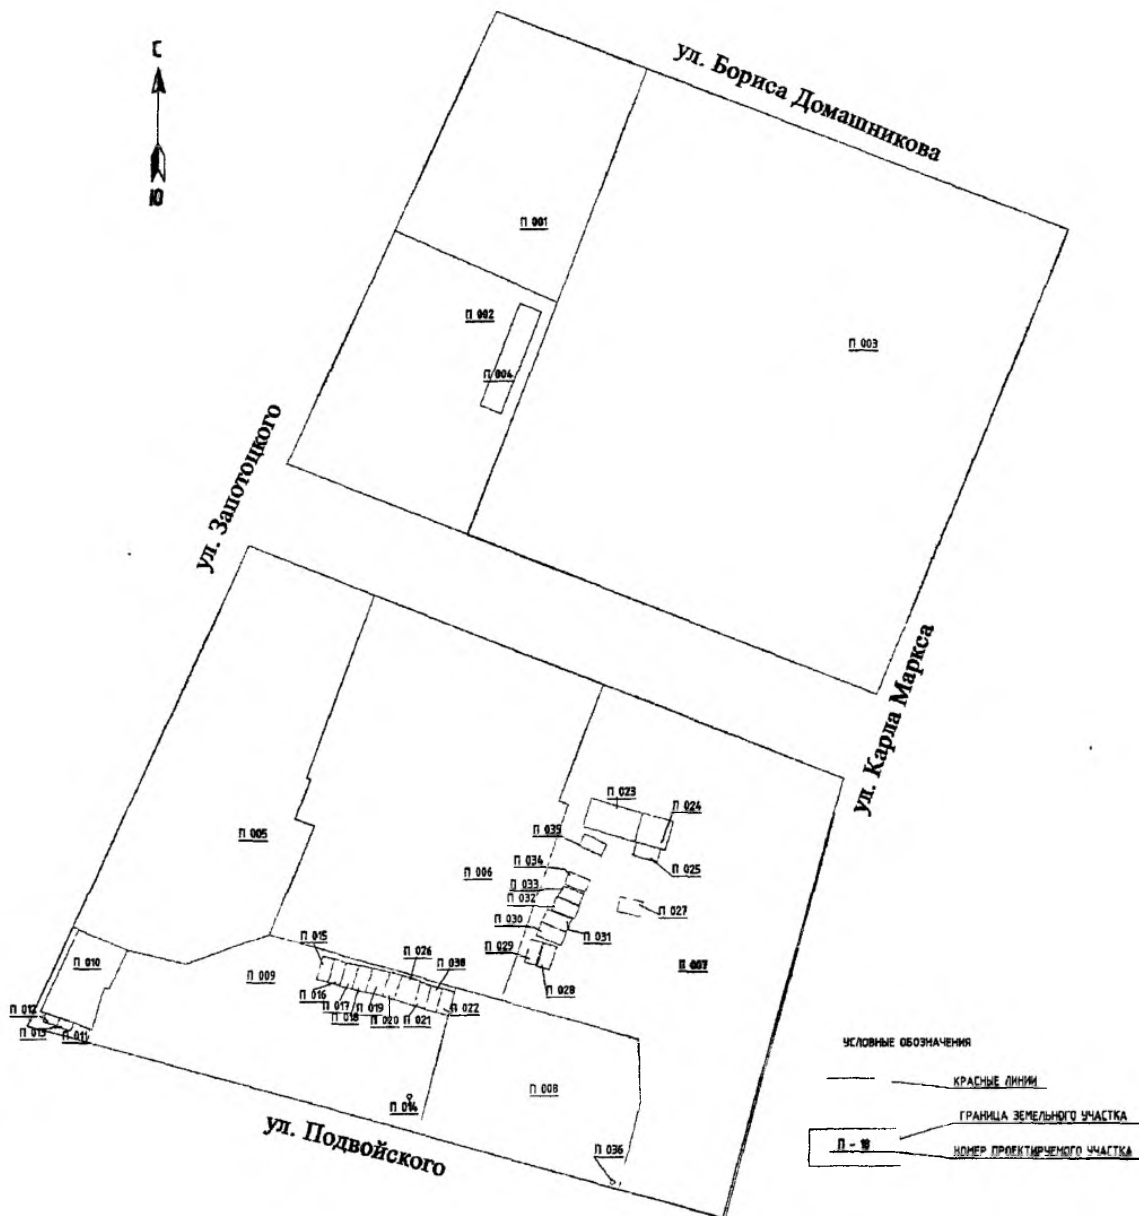 С
Ю
ул. Бориса Домашникова
П 001
П 002
П 003
П 004
ул. Запотоцкого
ул. Карла Маркса
П 023
П 024
П 035
П 025
П 005
П 034
П 006
П 033
П 032
П 027
П 030
П 031
П 029
П 007
П 028
П 015
П 026
П 038
П 010
П 009
П 016
П 017
П 018
П 019
П 020
П 021
П 022
П 012
П 013
П 011
П 008
П 014
П 036
ул. Подвойского
УСЛОВНЫЕ ОБОЗНАЧЕНИЯ
КРАСНЫЕ ЛИНИИ
ГРАНИЦА ЗЕМЕЛЬНОГО УЧАСТКА
НОМЕР ПРОЕКТИРУЕМОГО УЧАСТКА